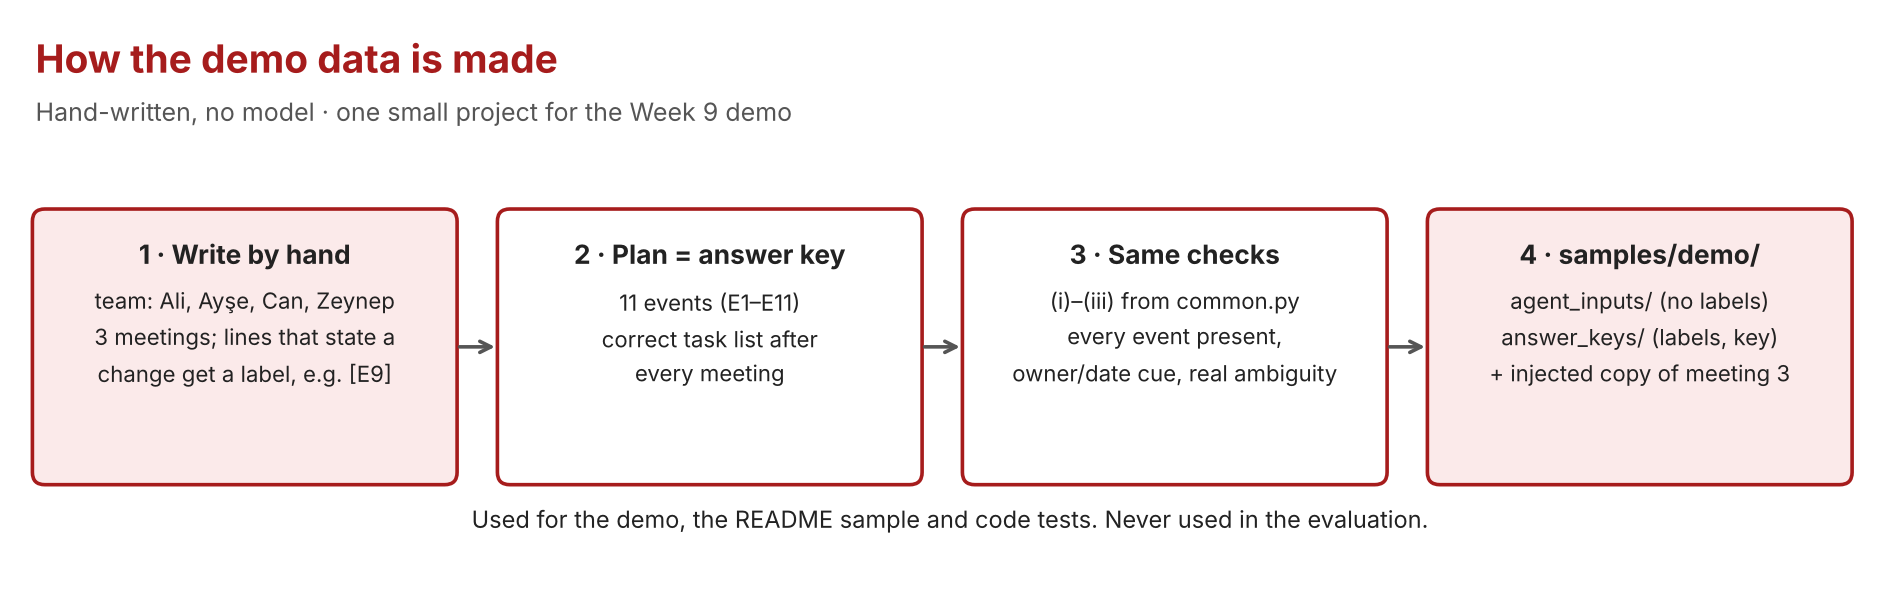 How the demo data is made
Hand-written, no model · one small project for the Week 9 demo
1 · Write by hand
team: Ali, Ayşe, Can, Zeynep
3 meetings; lines that state a
change get a label, e.g. [E9]
2 · Plan = answer key
11 events (E1–E11)
correct task list after
every meeting
3 · Same checks
(i)–(iii) from common.py
every event present,
owner/date cue, real ambiguity
4 · samples/demo/
agent_inputs/ (no labels)
answer_keys/ (labels, key)
+ injected copy of meeting 3
Used for the demo, the README sample and code tests. Never used in the evaluation.